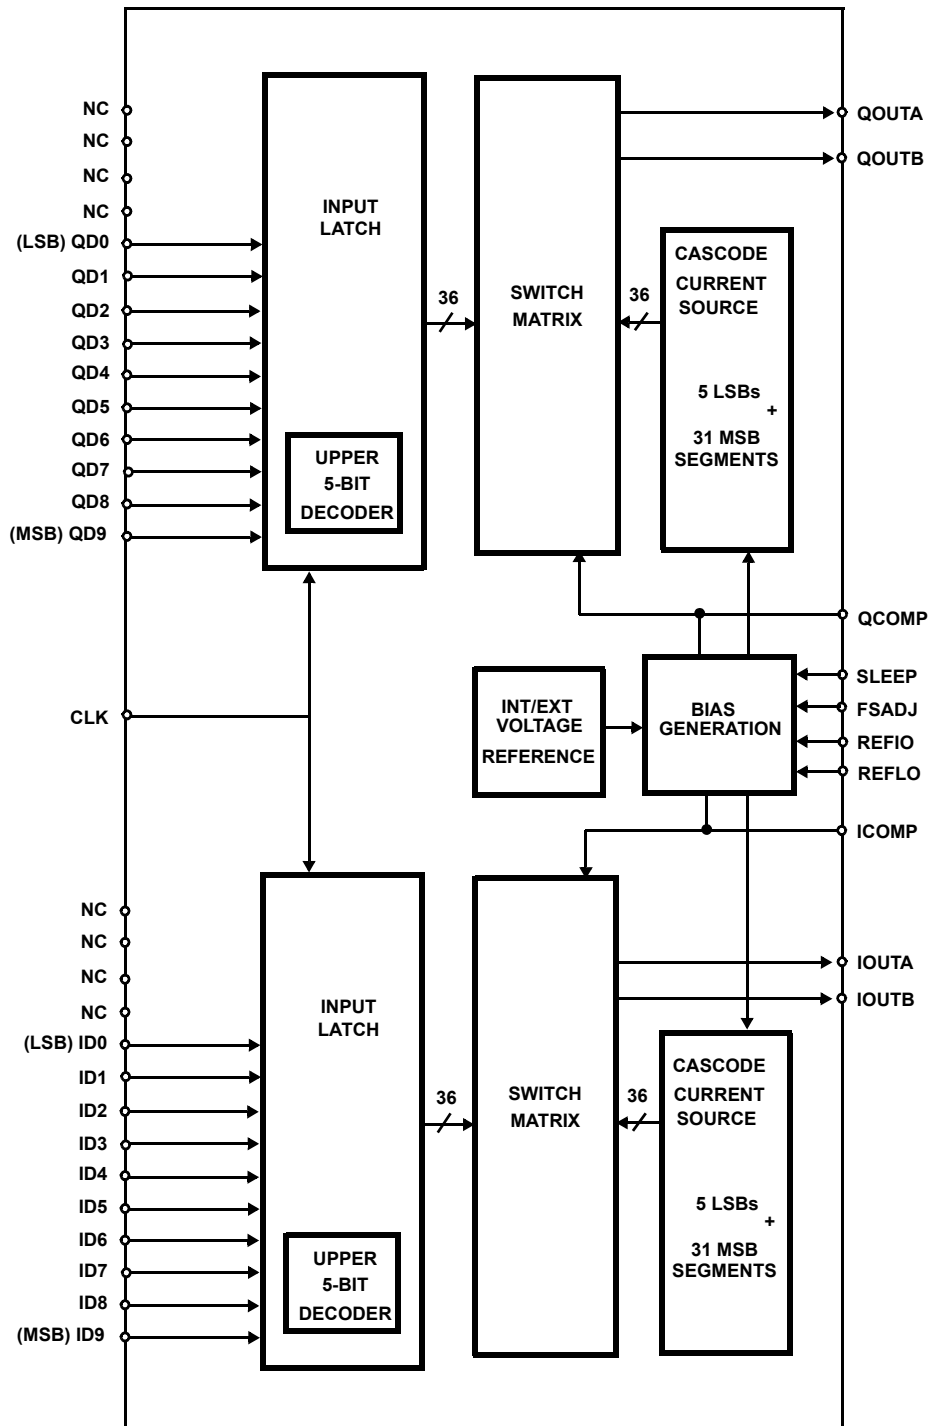 NC
NC
NC
NC
(LSB) QD0
QD1
QD2
QD3
QD4
QD5
QD6
QD7
QD8
(MSB) QD9
CLK
INPUT
LATCH
UPPER
5-BIT
DECODER
36
SWITCH
MATRIX
36
CASCODE
CURRENT
SOURCE
5 LSBs
+
31 MSB
SEGMENTS
QOUTA
QOUTB
QCOMP
INT/EXT
VOLTAGE
REFERENCE
BIAS
GENERATION
SLEEP
FSADJ
REFIO
REFLO
ICOMP
NC
NC
NC
NC
(LSB) ID0
ID1
ID2
ID3
ID4
ID5
ID6
ID7
ID8
(MSB) ID9
INPUT
LATCH
UPPER
5-BIT
DECODER
36
SWITCH
MATRIX
36
CASCODE
CURRENT
SOURCE
5 LSBs
+
31 MSB
SEGMENTS
IOUTA
IOUTB